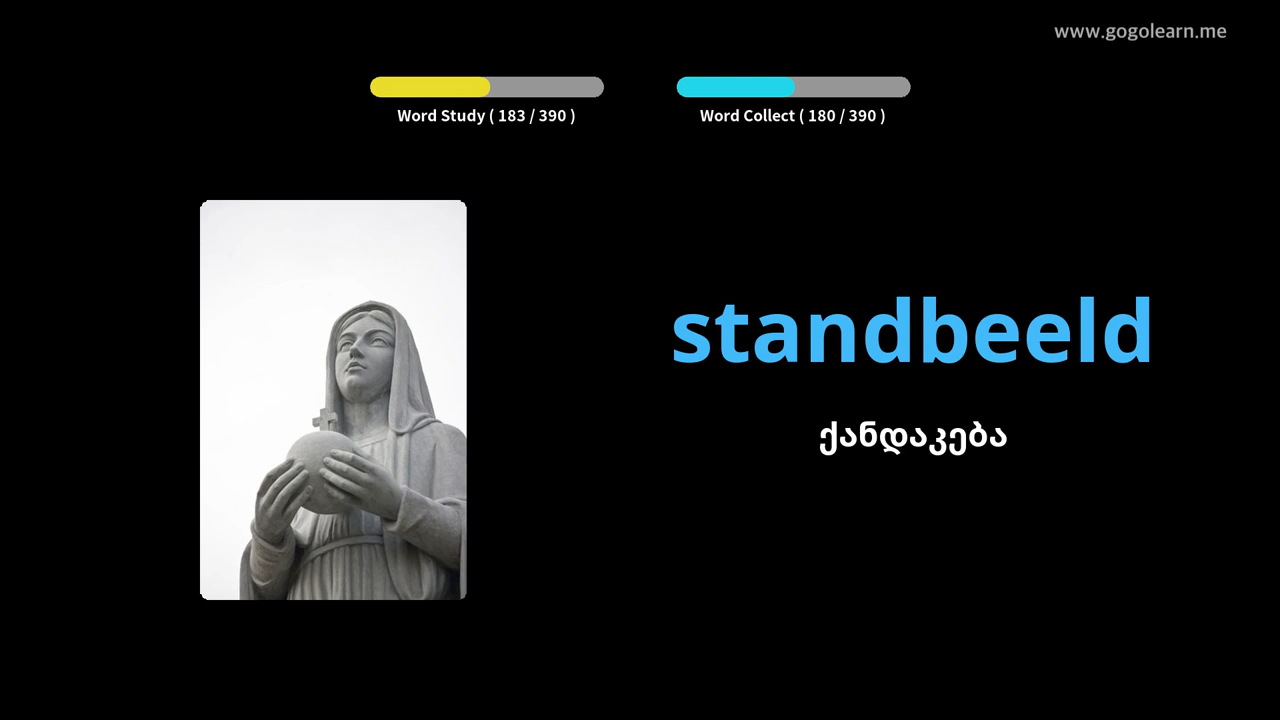 www.gogolearn.me
Word Study ( 183 / 390 )
Word Collect ( 180 / 390 )
standbeeld
ქანდაკება